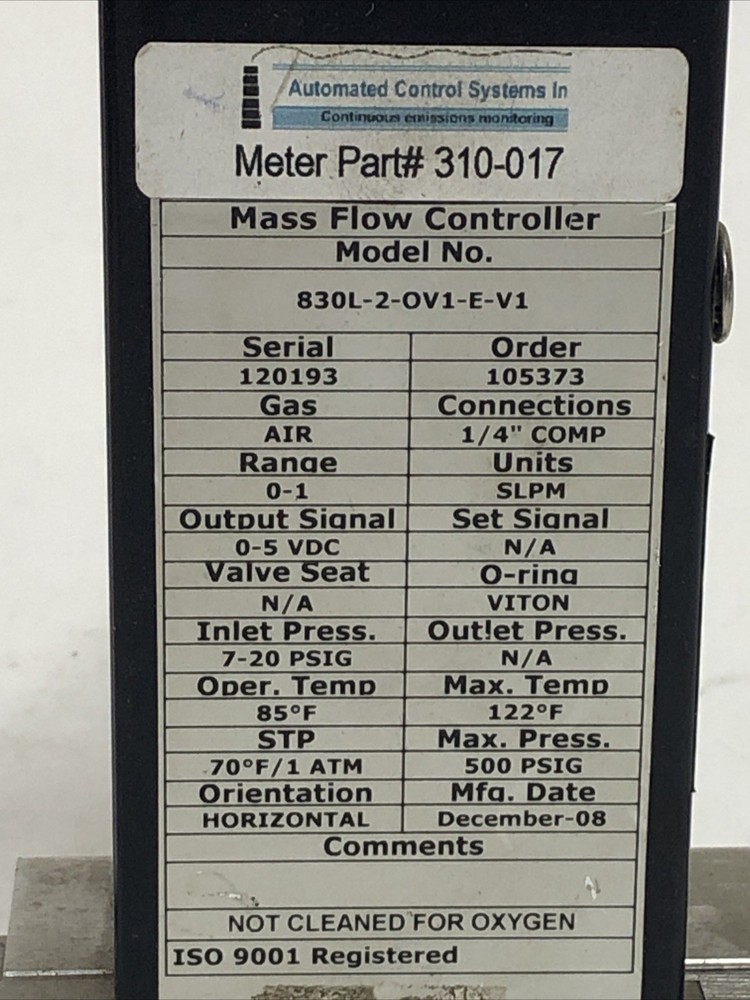 Automated Control Systems In
Continuous emissions monitoring
Meter Part# 310-017
Mass Flow Controller
Model No.
830L-2-OV1-E-V1
Serial Order
120193 105373
Gas Connections
AIR 1/4" COMP
Range Units
0-1 SLPM
Output Signal Set Signal
0-5 VDC N/A
Valve Seat O-ring
N/A VITON
Inlet Press. Outlet Press.
7-20 PSIG N/A
Oper. Temp Max. Temp
85°F 122°F
STP Max. Press.
70°F/1 ATM 500 PSIG
Orientation Mfg. Date
HORIZONTAL December-08
Comments
NOT CLEANED FOR OXYGEN
ISO 9001 Registered